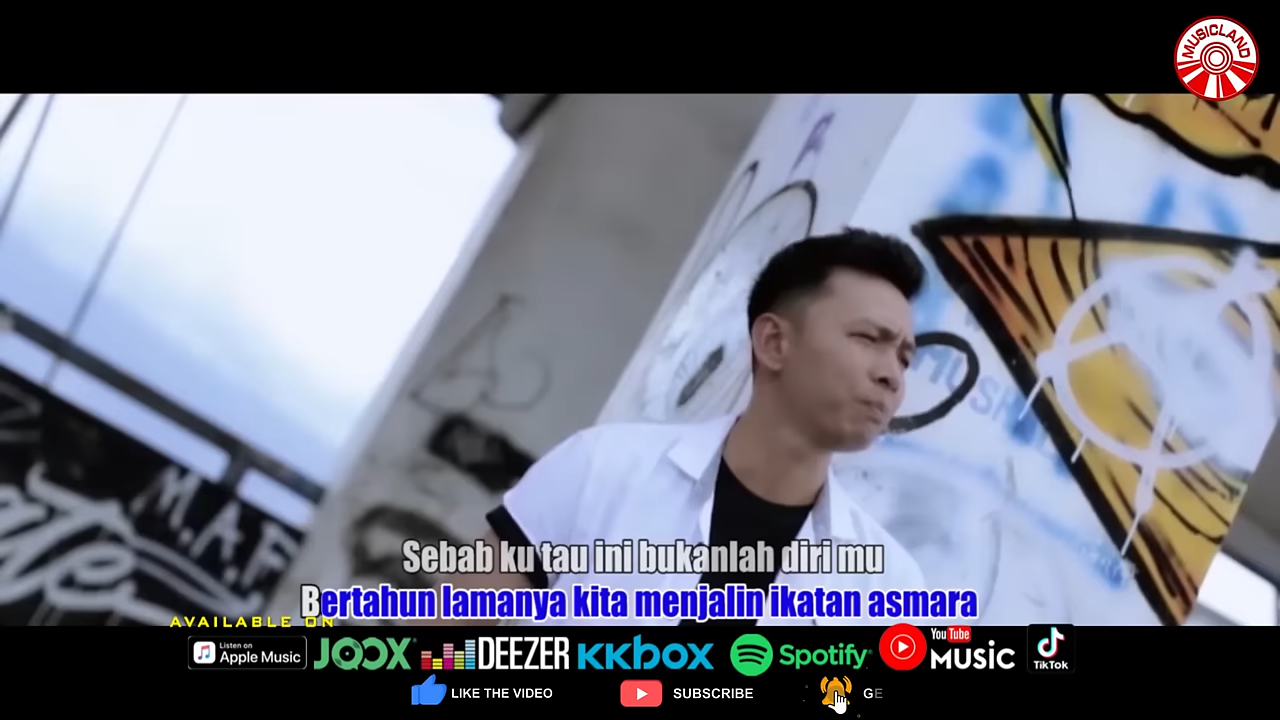 MUSICLAND
M.A.F
Sebab ku tau ini bukanlah diri mu
Bertahun lamanya kita menjalin ikatan asmara
AVAILABLE ON
Listen on
Apple Music
JOOX
DEEZER
KKBOX
Spotify
YouTube
MUSIC
TikTok
LIKE THE VIDEO
SUBSCRIBE
GE